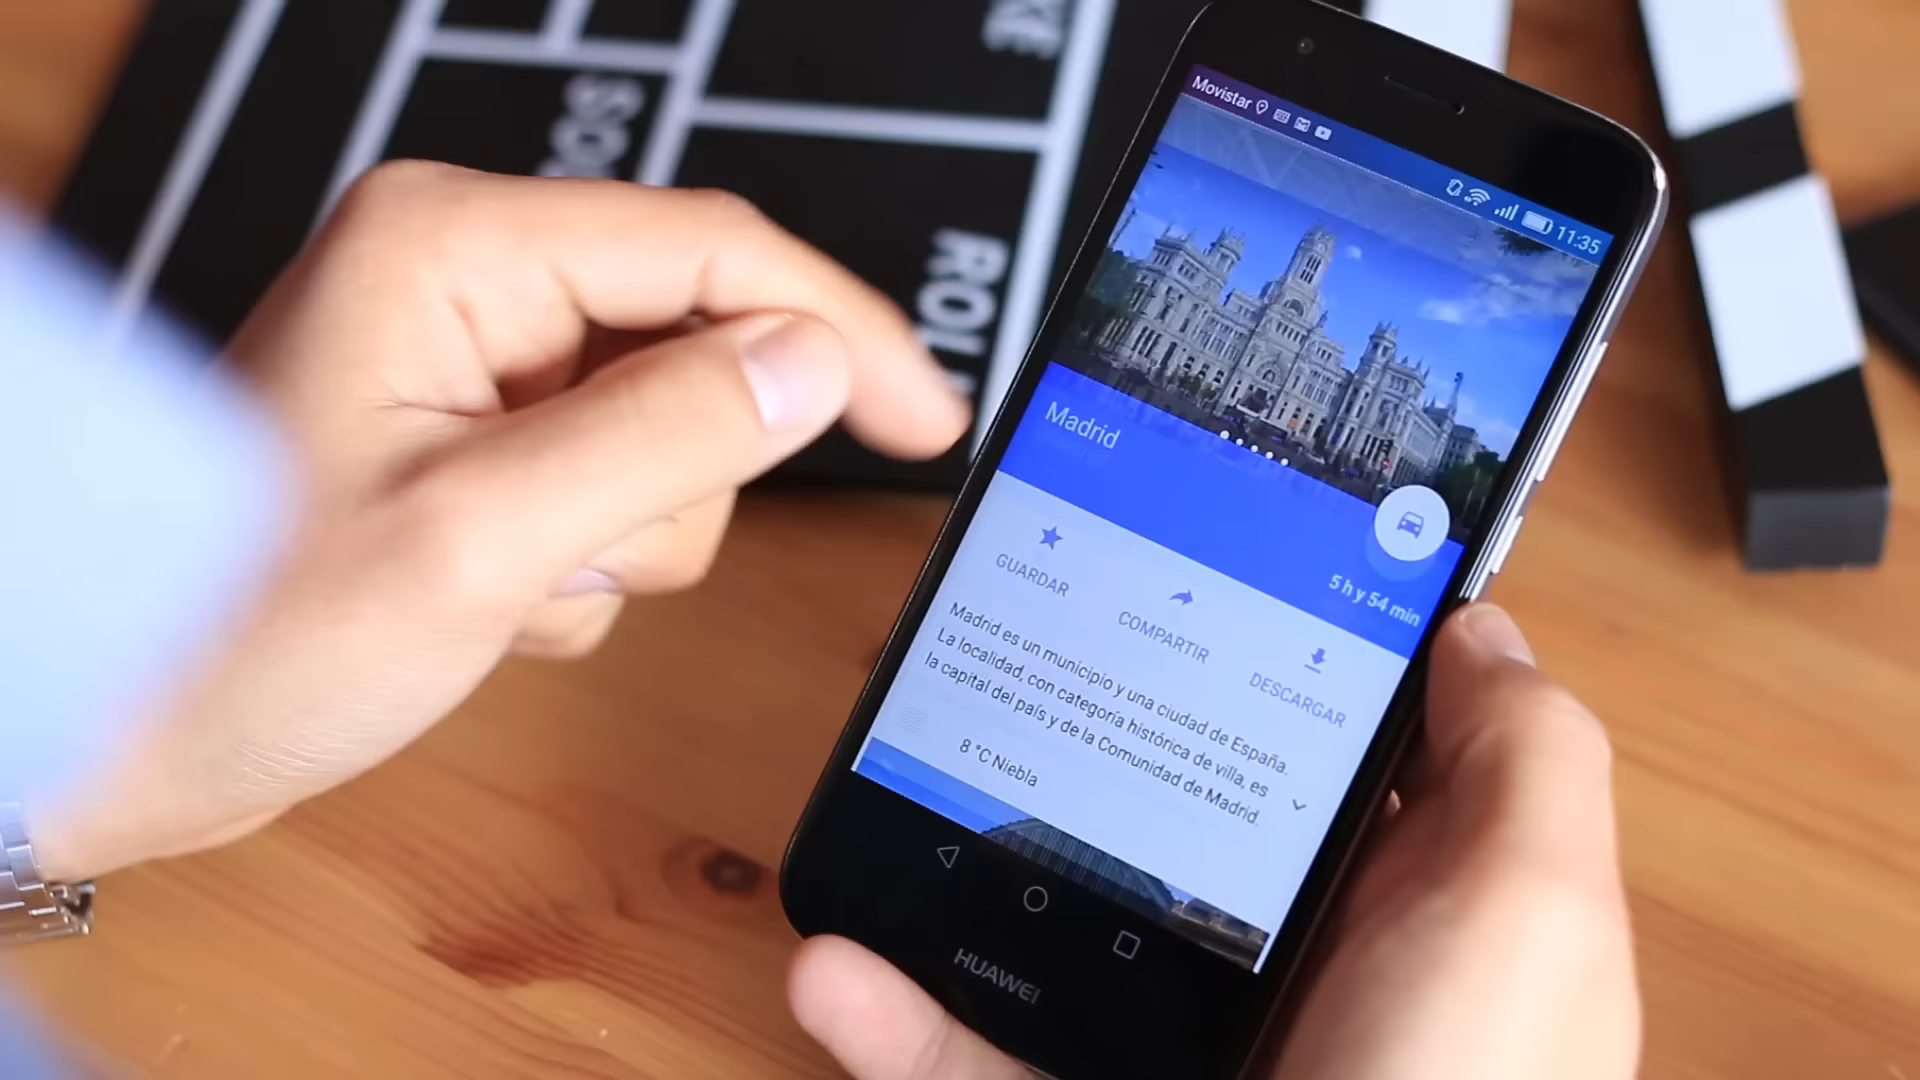 Movistar
11:35
Madrid
5 h y 54 min
GUARDAR
COMPARTIR
DESCARGAR
Madrid es un municipio y una ciudad de España.
La localidad, con categoría histórica de villa, es
la capital del país y de la Comunidad de Madrid.
8 °C Niebla
HUAWEI